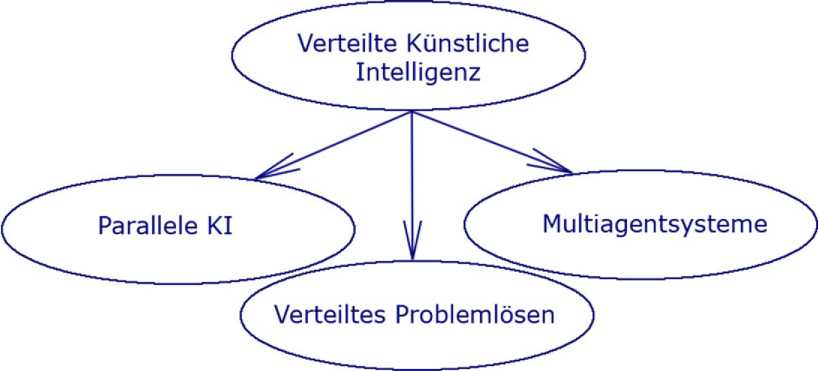 Verteilte Künstliche
Intelligenz
Parallele KI
Multiagentsysteme
Verteiltes Problemlösen